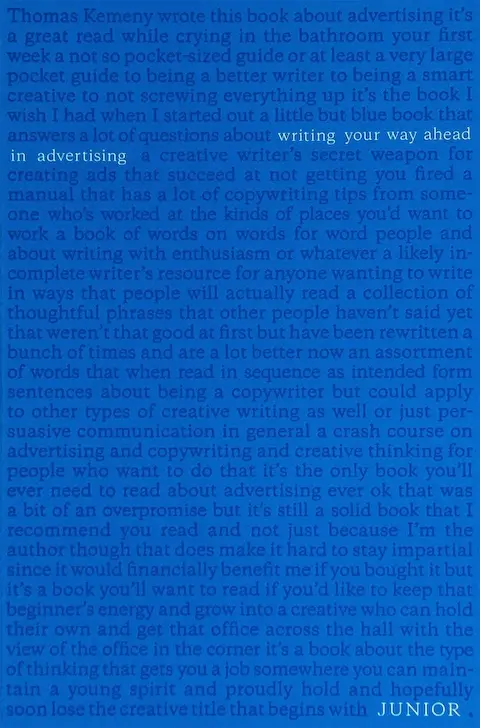 Thomas Kemeny wrote this book about advertising it's
a great read while crying in the bathroom your first
week a not so pocket-sized guide or at least a very large
pocket guide to being a better writer to being a smart
creative to not screwing everything up it's the book I
wish I had when I started out a little but blue book that
answers a lot of questions about writing your way ahead
in advertising a creative writer's secret weapon for
creating ads that succeed at not getting you fired a
manual that has a lot of copywriting tips from some-
one who's worked at the kinds of places you'd want to
work a book of words on words for word people and
about writing with enthusiasm or whatever a likely in-
complete writer's resource for anyone wanting to write
in ways that people will actually read a collection of
thoughtful phrases that other people haven't said yet
that weren't that good at first but have been rewritten a
bunch of times and are a lot better now an assortment
of words that when read in sequence as intended form
sentences about being a copywriter but could apply
to other types of creative writing as well or just per-
suasive communication in general a crash course on
advertising and copywriting and creative thinking for
people who want to do that it's the only book you'll
ever need to read about advertising ever ok that was
a bit of an overpromise but it's still a solid book that I
recommend you read and not just because I'm the
author though that does make it hard to stay impartial
since it would financially benefit me if you bought it but
it's a book you'll want to read if you'd like to keep that
beginner's energy and grow into a creative who can hold
their own and get that office across the hall with the
view of the office in the corner it's a book about the type
of thinking that gets you a job somewhere you can main-
tain a young spirit and proudly hold and hopefully
soon lose the creative title that begins with JUNIOR.